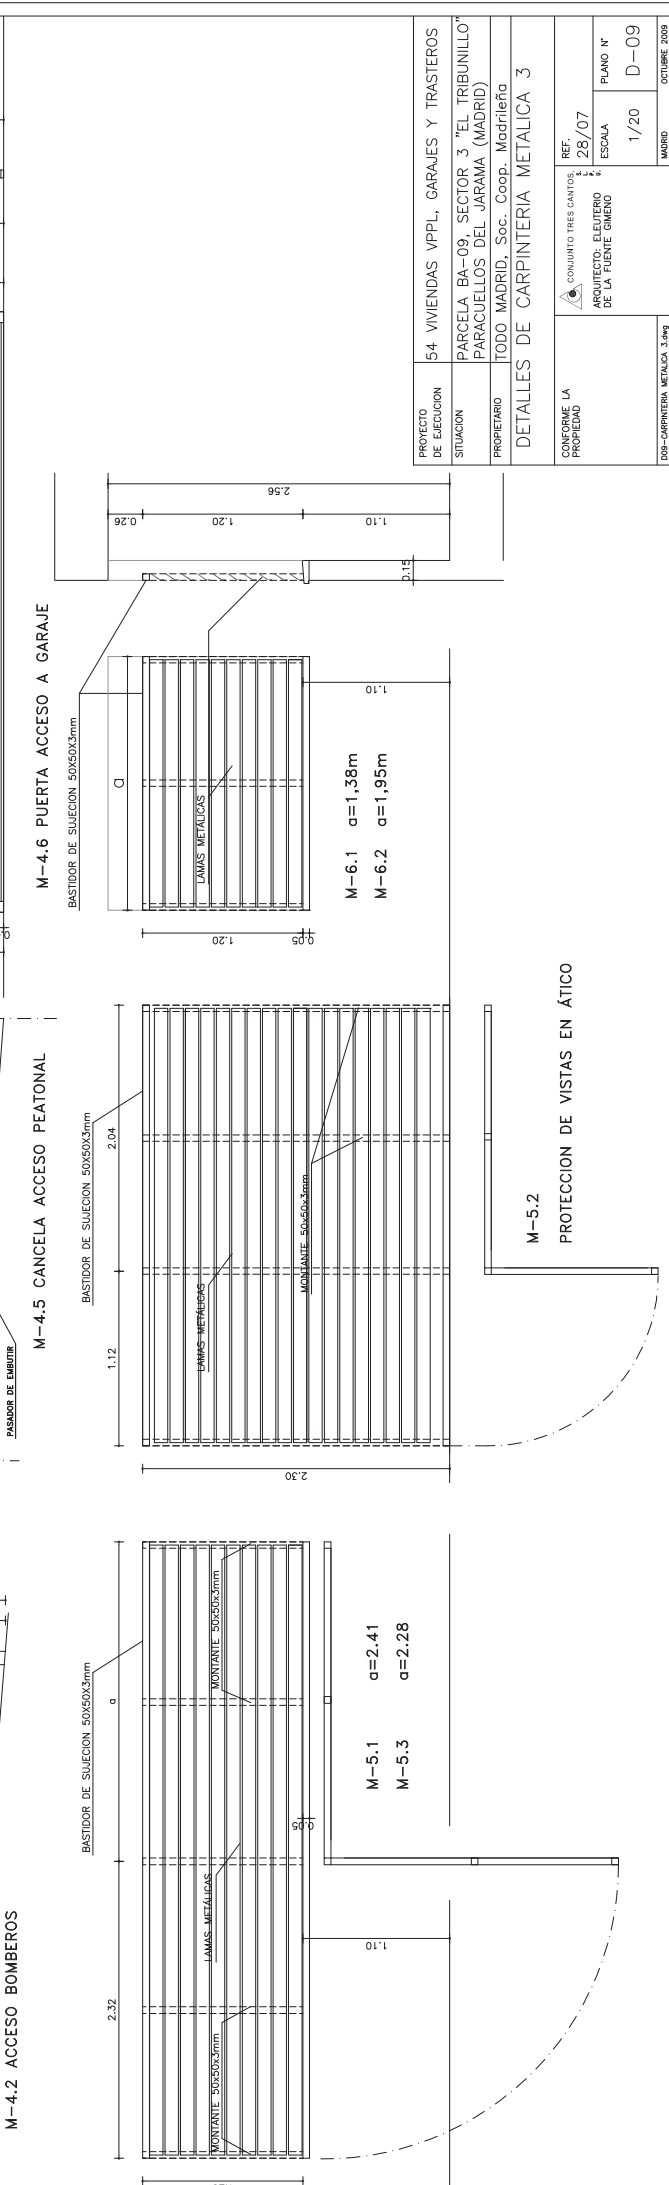 M-4.2 ACCESO BOMBEROS
PASADOR DE EMBUTIR
M-4.5 CANCELA ACCESO PEATONAL
M-4.6 PUERTA ACCESO A GARAJE
BASTIDOR DE SUJECION 50X50X3mm
2.32
a
MONTANTE 50x50x3mm
LAMAS METÁLICAS
MONTANTE 50x50x3mm
0.05
1.10
M-5.1 a=2.41
M-5.3 a=2.28
BASTIDOR DE SUJECION 50X50X3mm
1.12
2.04
2.30
LAMAS METÁLICAS
MONTANTE 50x50x3mm
M-5.2
PROTECCION DE VISTAS EN ÁTICO
BASTIDOR DE SUJECION 50X50X3mm
a
1.20
0.05
LAMAS METÁLICAS
1.10
M-6.1 a=1,38m
M-6.2 a=1,95m
0.26
1.20
1.10
2.56
0.15
PROYECTO
DE EJECUCION
54 VIVIENDAS VPPL, GARAJES Y TRASTEROS
SITUACION
PARCELA BA-09, SECTOR 3 "EL TRIBUNILLO"
PARACUELLOS DEL JARAMA (MADRID)
PROPIETARIO
TODO MADRID, Soc. Coop. Madrileña
DETALLES DE CARPINTERIA METALICA 3
CONFORME LA
PROPIEDAD
CONJUNTO TRES CANTOS,
S.
L.
P.
U.
ARQUITECTO: ELEUTERIO
DE LA FUENTE GIMENO
REF.
28/07
ESCALA
1/20
PLANO Nº
D-09
D09-CARPINTERIA METALICA 3.dwg
MADRID
OCTUBRE 2009